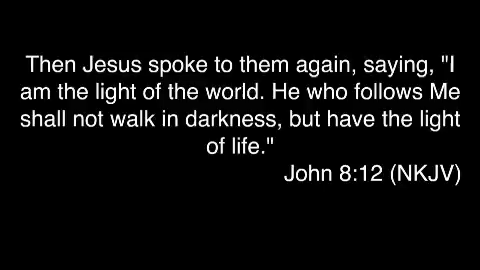 Then Jesus spoke to them again, saying, "I
am the light of the world. He who follows Me
shall not walk in darkness, but have the light
of life."
John 8:12 (NKJV)